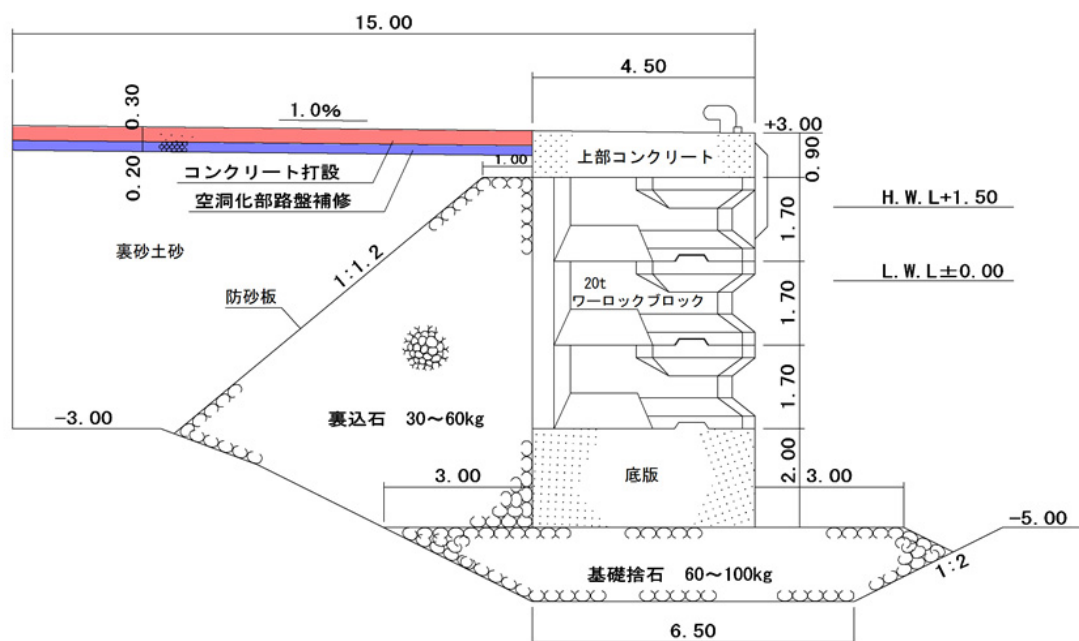 15.00
4.50
0.30
1.0%
+3.00
上部コンクリート
0.90
1.00
コンクリート打設
0.20
空洞化部路盤補修
H.W.L+1.50
1.70
裏砂土砂
1:1.2
L.W.L±0.00
20t
ワーロックブロック
1.70
防砂板
1.70
-3.00
裏込石 30～60kg
2.00
3.00
底版
3.00
-5.00
基礎捨石 60～100kg
1:2
6.50